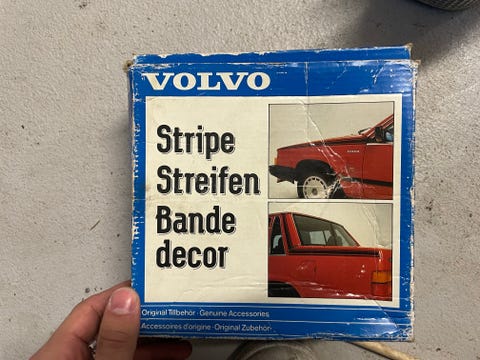 VOLVO
Stripe
Streifen
Bande
decor
Original Tillbehör · Genuine Accessories
Accessoires d'origine · Original Zubehör